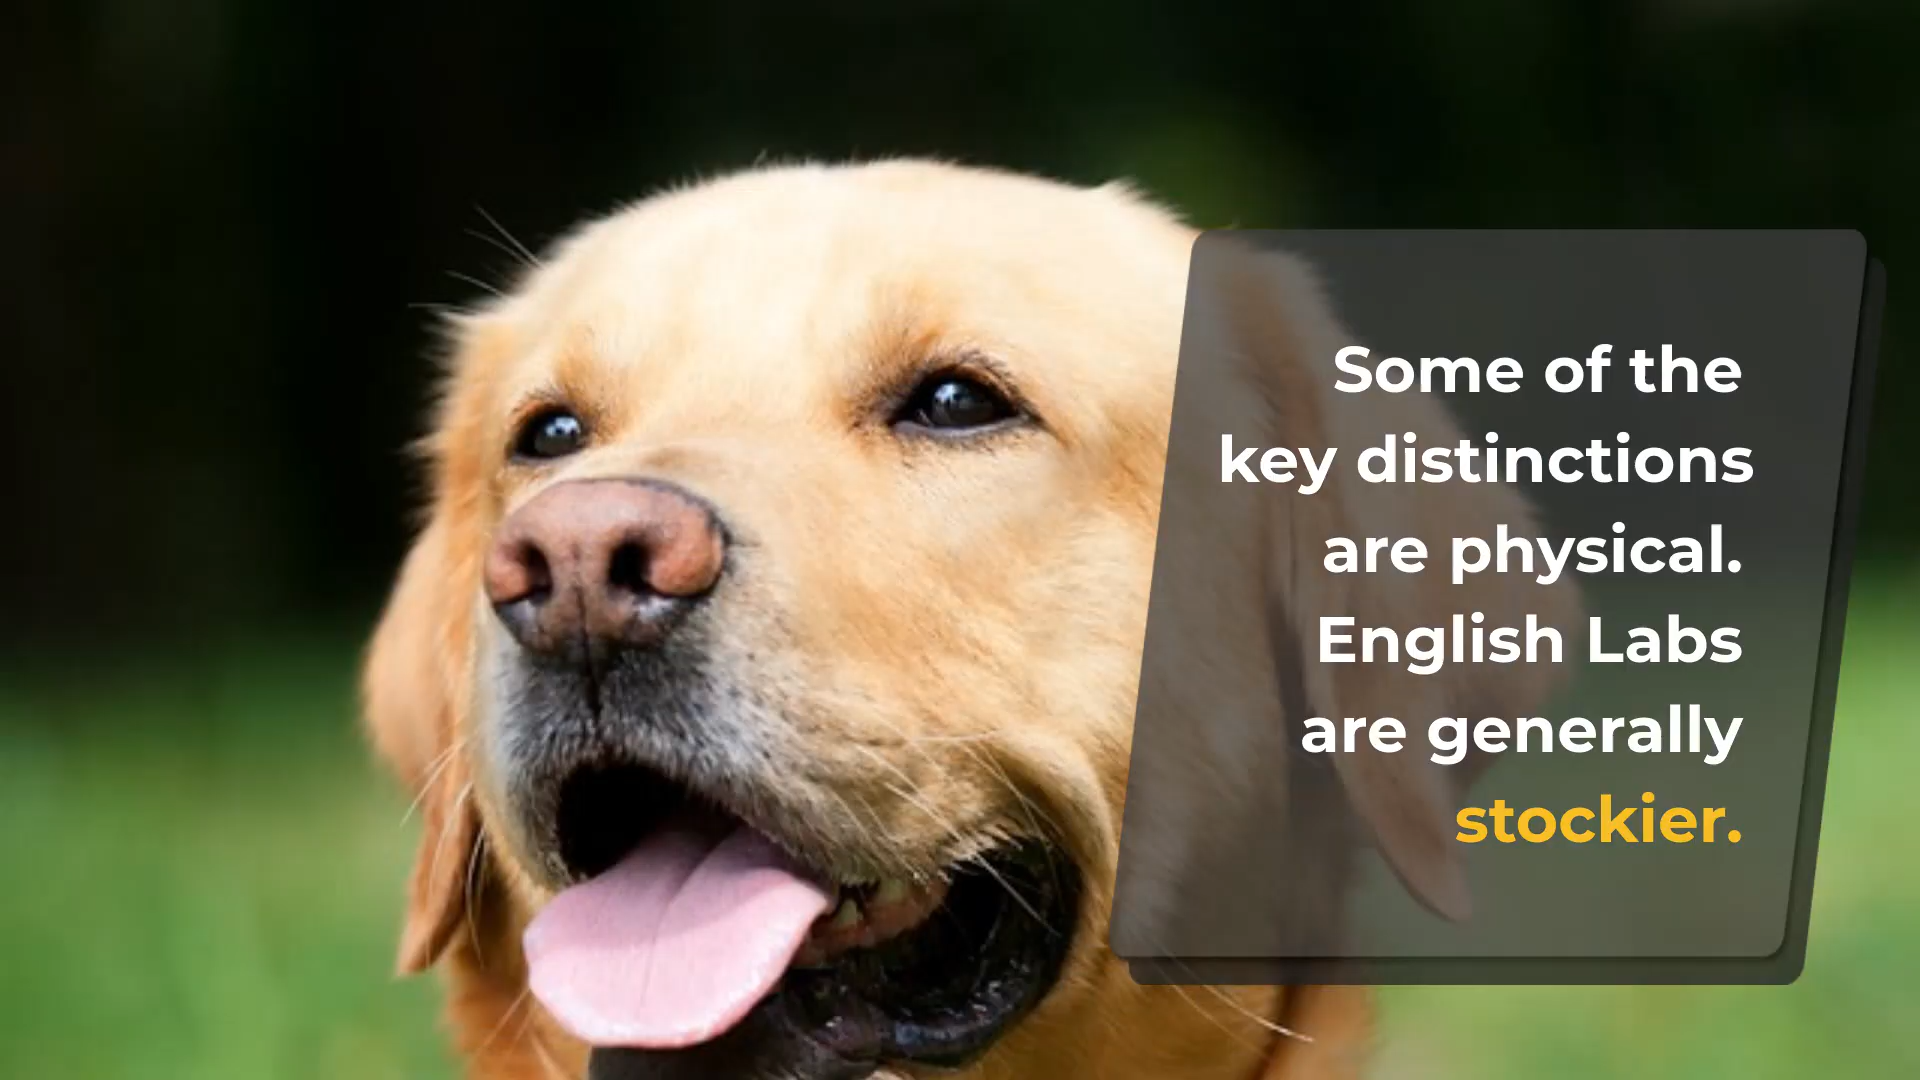 Some of the
key distinctions
are physical.
English Labs
are generally
stockier.